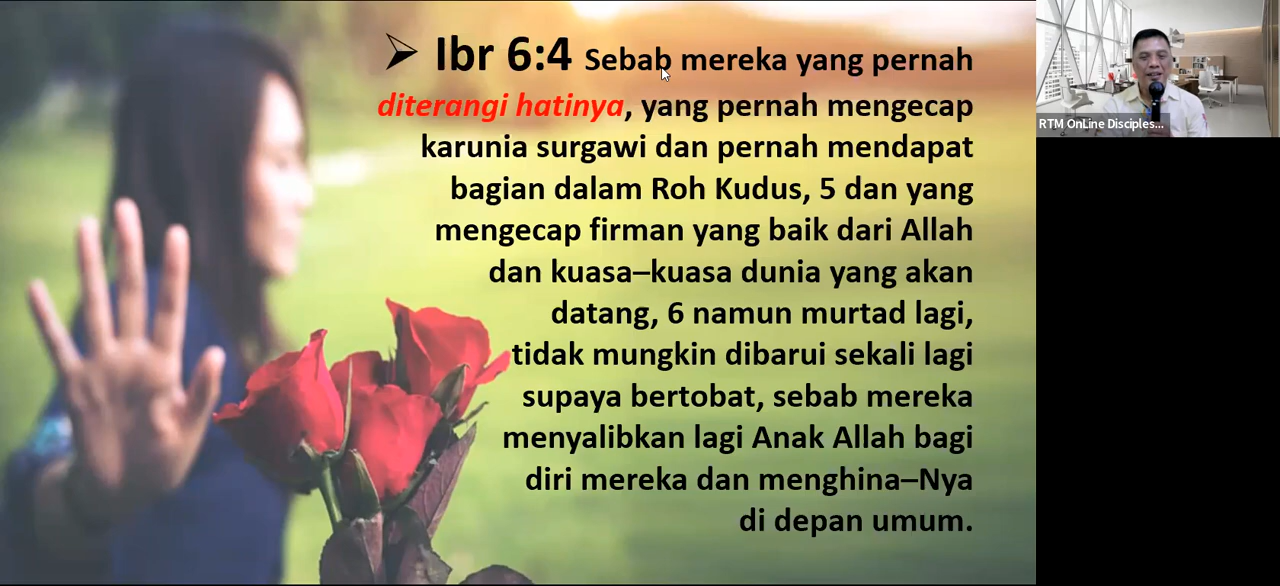 ➢ Ibr 6:4 Sebab mereka yang pernah
diterangi hatinya, yang pernah mengecap
karunia surgawi dan pernah mendapat
bagian dalam Roh Kudus, 5 dan yang
mengecap firman yang baik dari Allah
dan kuasa–kuasa dunia yang akan
datang, 6 namun murtad lagi,
tidak mungkin dibarui sekali lagi
supaya bertobat, sebab mereka
menyalibkan lagi Anak Allah bagi
diri mereka dan menghina–Nya
di depan umum.
RTM OnLine Disciples...